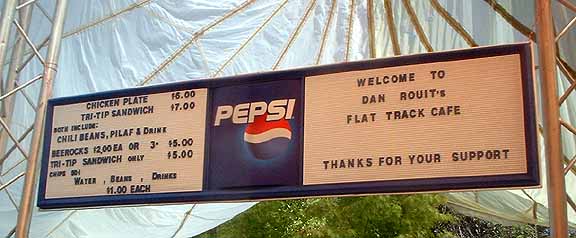 CHICKEN PLATE $6.00
TRI-TIP SANDWICH $7.00
BOTH INCLUDE:
CHILI BEANS, PILAF & DRINK
BEEROCKS $2.00 EA OR 3 $5.00
TRI-TIP SANDWICH ONLY $5.00
CHIPS 50¢
WATER, BEANS, DRINKS
$1.00 EACH
PEPSI
WELCOME TO
DAN ROUIT'S
FLAT TRACK CAFE
THANKS FOR YOUR SUPPORT